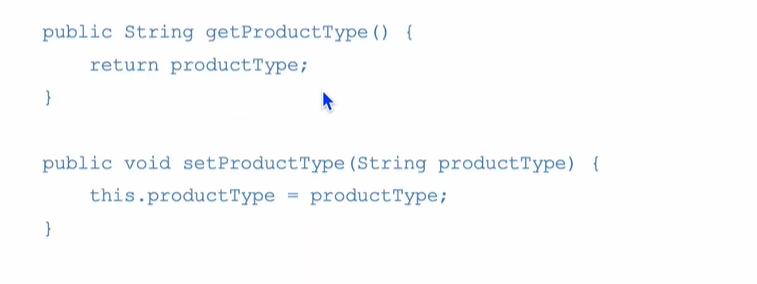 public String getProductType() {
    return productType;
}
public void setProductType(String productType) {
    this.productType = productType;
}